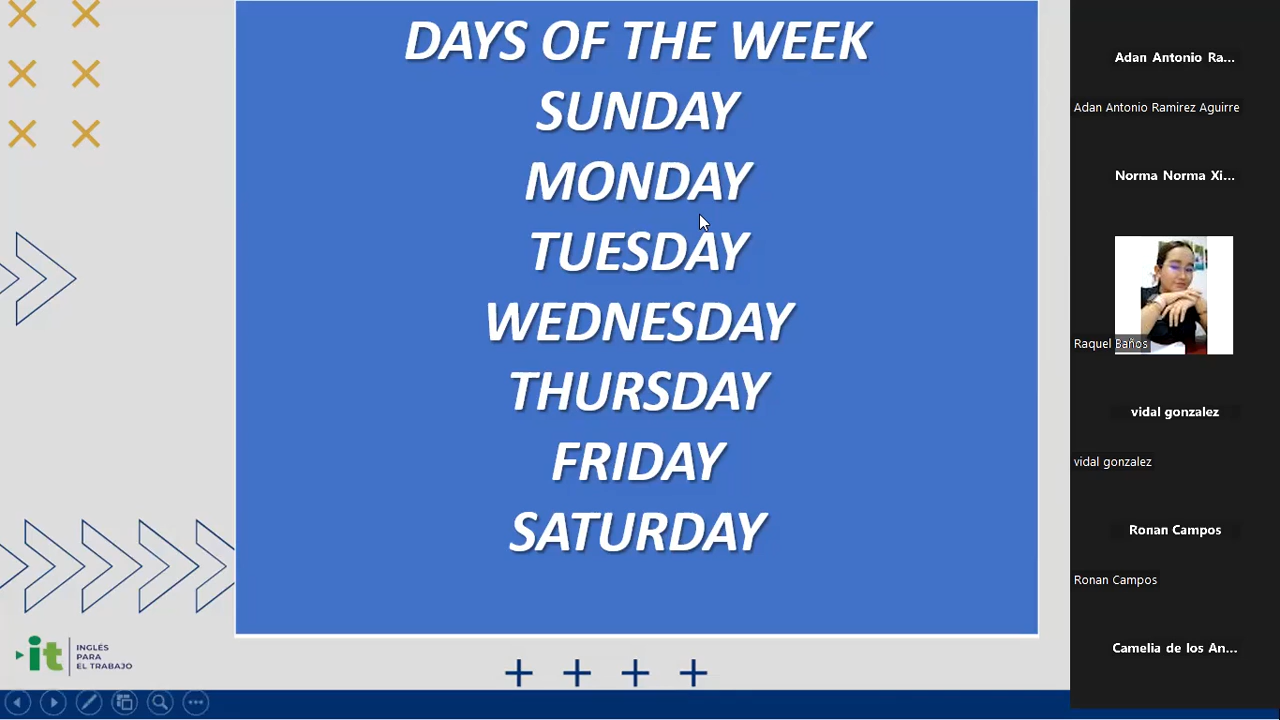 DAYS OF THE WEEK
SUNDAY
MONDAY
TUESDAY
WEDNESDAY
THURSDAY
FRIDAY
SATURDAY
it
INGLÉS
PARA
EL TRABAJO
Adan Antonio Ra...
Adan Antonio Ramirez Aguirre
Norma Norma Xi...
Raquel Baños
vidal gonzalez
vidal gonzalez
Ronan Campos
Ronan Campos
Camelia de los An...